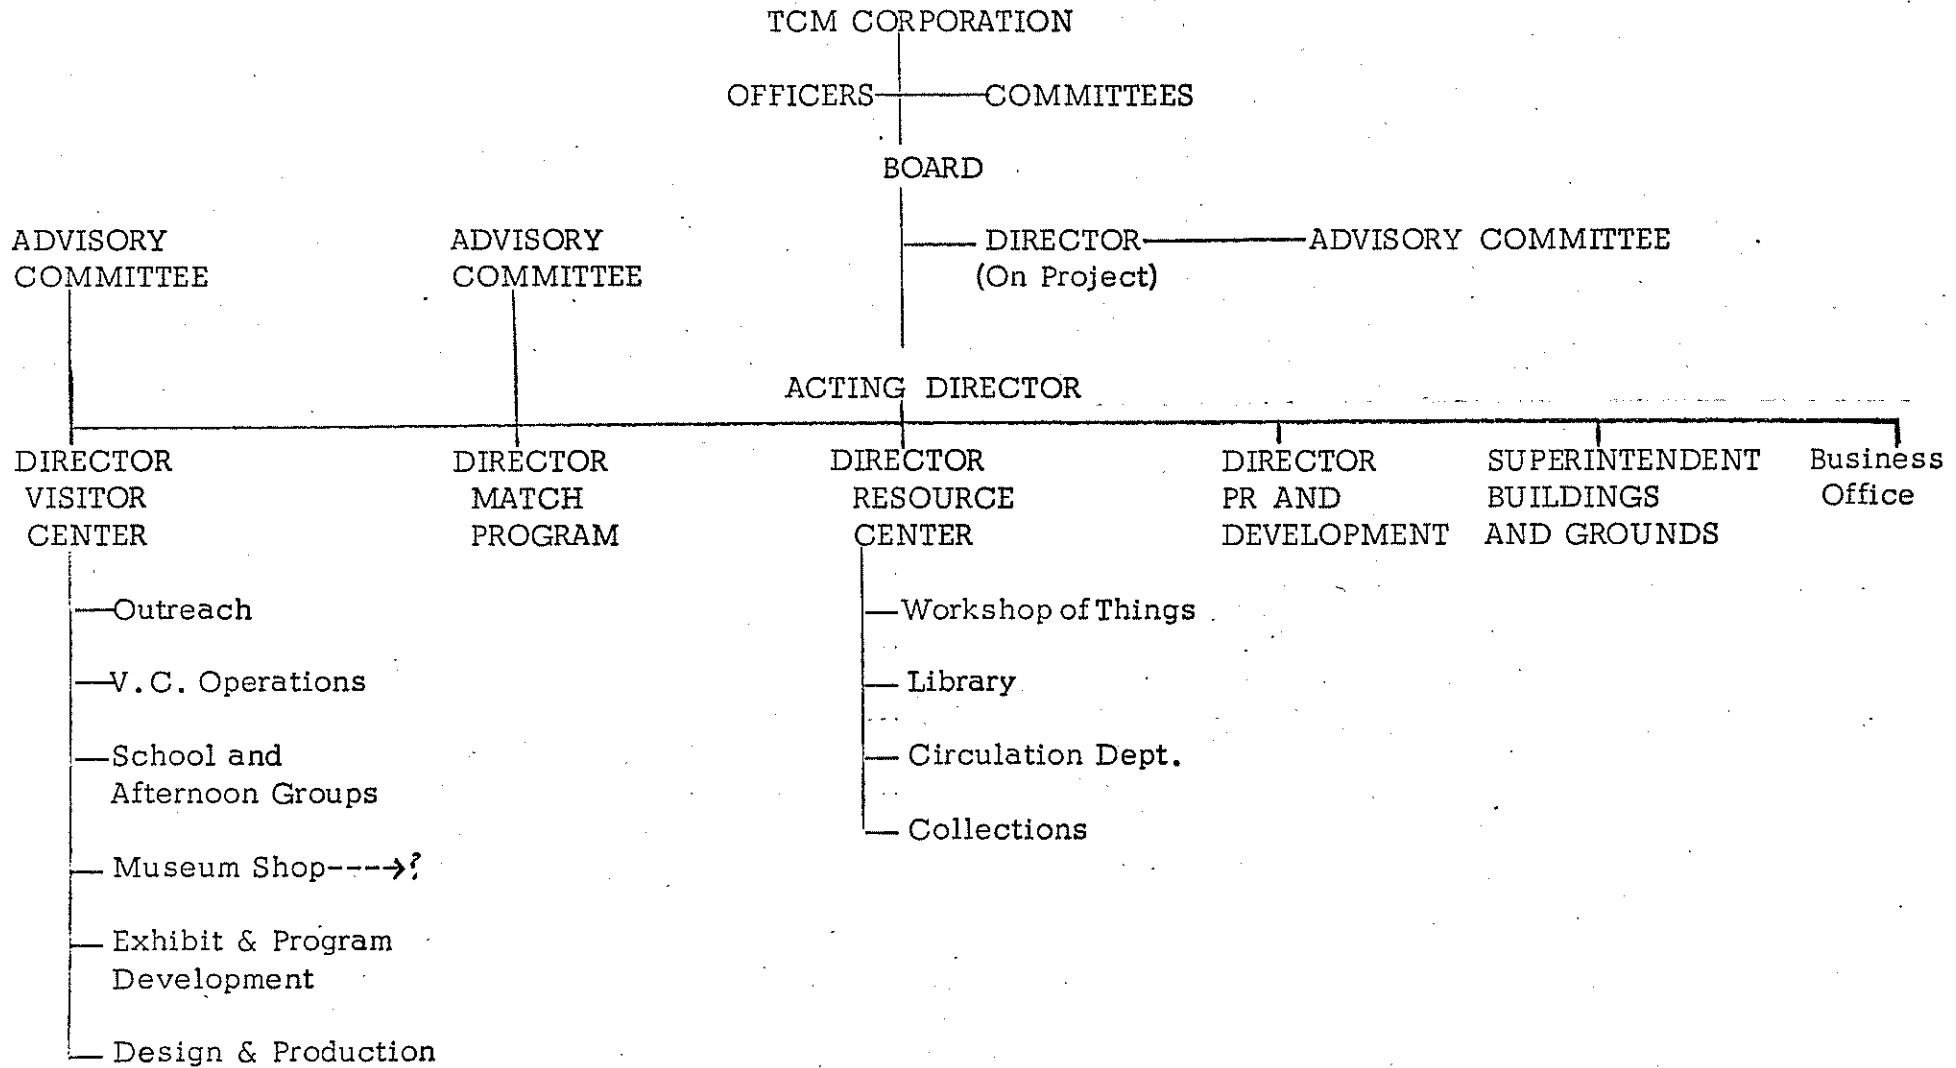 TCM CORPORATION
OFFICERS COMMITTEES
BOARD
ADVISORY
COMMITTEE
ADVISORY
COMMITTEE
DIRECTOR
(On Project)
ADVISORY COMMITTEE
ACTING DIRECTOR
DIRECTOR
VISITOR
CENTER
DIRECTOR
MATCH
PROGRAM
DIRECTOR
RESOURCE
CENTER
DIRECTOR
PR AND
DEVELOPMENT
SUPERINTENDENT
BUILDINGS
AND GROUNDS
Business
Office
Outreach
V.C. Operations
School and
Afternoon Groups
Museum Shop---->?
Exhibit & Program
Development
Design & Production
Workshop of Things
Library
Circulation Dept.
Collections